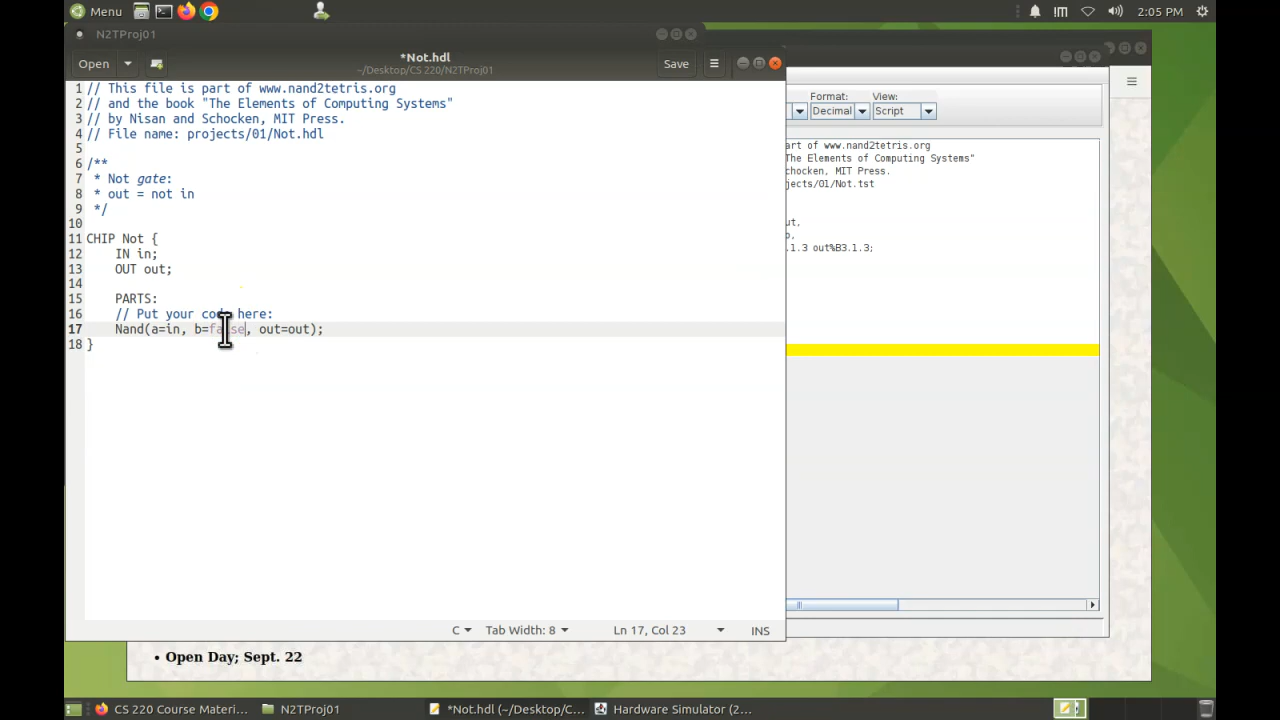 Menu
2:05 PM
N2TProj01
Open
*Not.hdl
~/Desktop/CS 220/N2TProj01
Save
1 // This file is part of www.nand2tetris.org
2 // and the book "The Elements of Computing Systems"
3 // by Nisan and Schocken, MIT Press.
4 // File name: projects/01/Not.hdl
5
6 /**
7 * Not gate:
8 * out = not in
9 */
10
11 CHIP Not {
12 IN in;
13 OUT out;
14
15 PARTS:
16 // Put your code here:
17 Nand(a=in, b=false, out=out);
18 }
C
Tab Width: 8
Ln 17, Col 23
INS
Format:
View:
Decimal
Script
art of www.nand2tetris.org
The Elements of Computing Systems"
chocken, MIT Press.
jects/01/Not.tst
ut,
.1.3 out%B3.1.3;
• Open Day; Sept. 22
CS 220 Course Materi...
N2TProj01
*Not.hdl (~/Desktop/C...
Hardware Simulator (2...